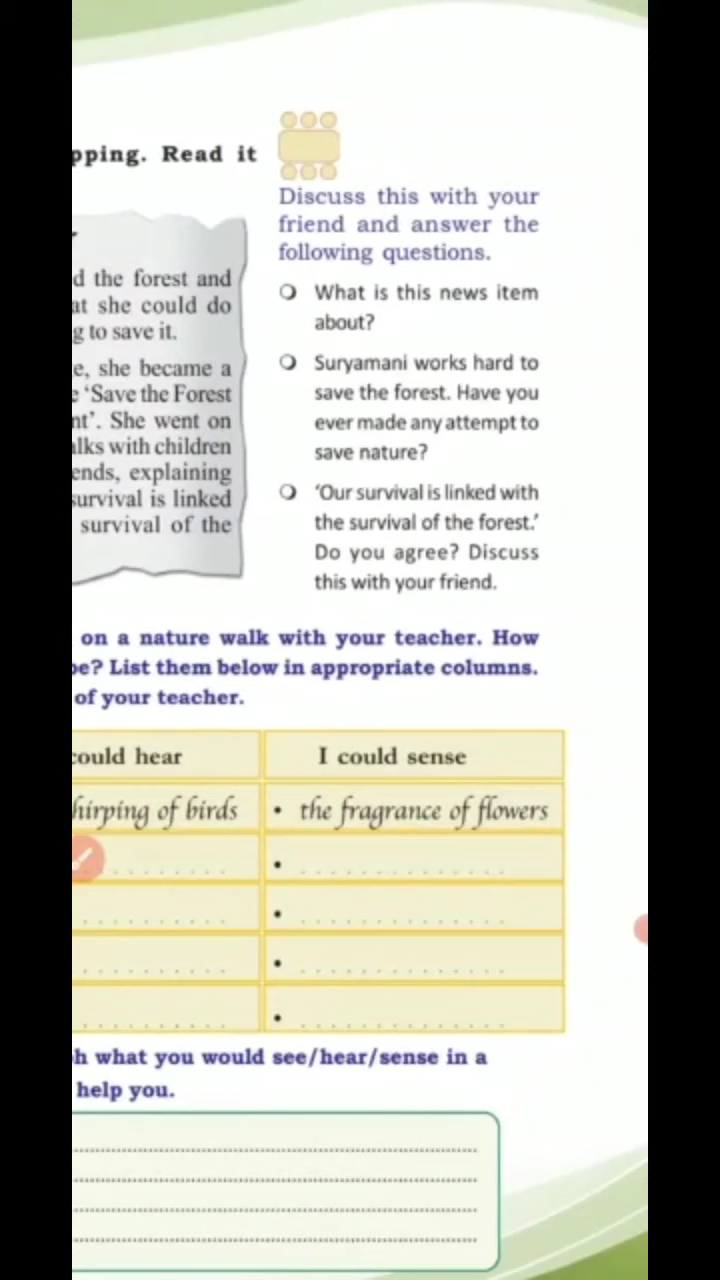 pping. Read it
Discuss this with your
friend and answer the
following questions.
What is this news item
about?
Suryamani works hard to
save the forest. Have you
ever made any attempt to
save nature?
'Our survival is linked with
the survival of the forest.'
Do you agree? Discuss
this with your friend.
d the forest and
at she could do
g to save it.
e, she became a
e 'Save the Forest
nt'. She went on
alks with children
ends, explaining
survival is linked
survival of the
on a nature walk with your teacher. How
be? List them below in appropriate columns.
of your teacher.
could hear
I could sense
hirping of birds
• the fragrance of flowers
h what you would see/hear/sense in a
help you.